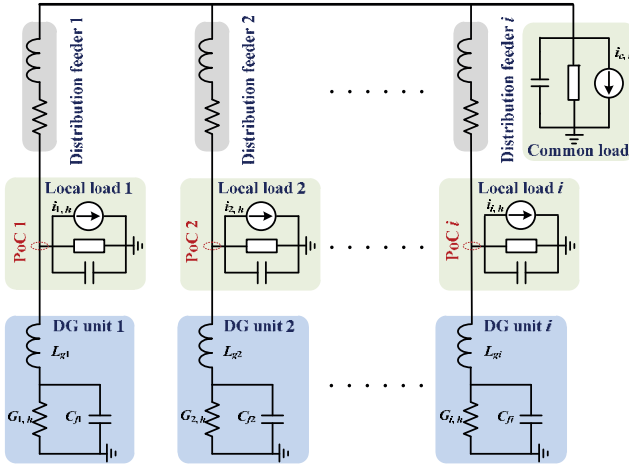 Distribution feeder 1
Distribution feeder 2
Distribution feeder i
Common load
Local load 1
i1, h
PoC 1
Local load 2
i2, h
PoC 2
Local load i
ii, h
PoC i
DG unit 1
Lg1
G1, h
Cf1
DG unit 2
Lg2
G2, h
Cf2
DG unit i
Lgi
Gi, h
Cfi